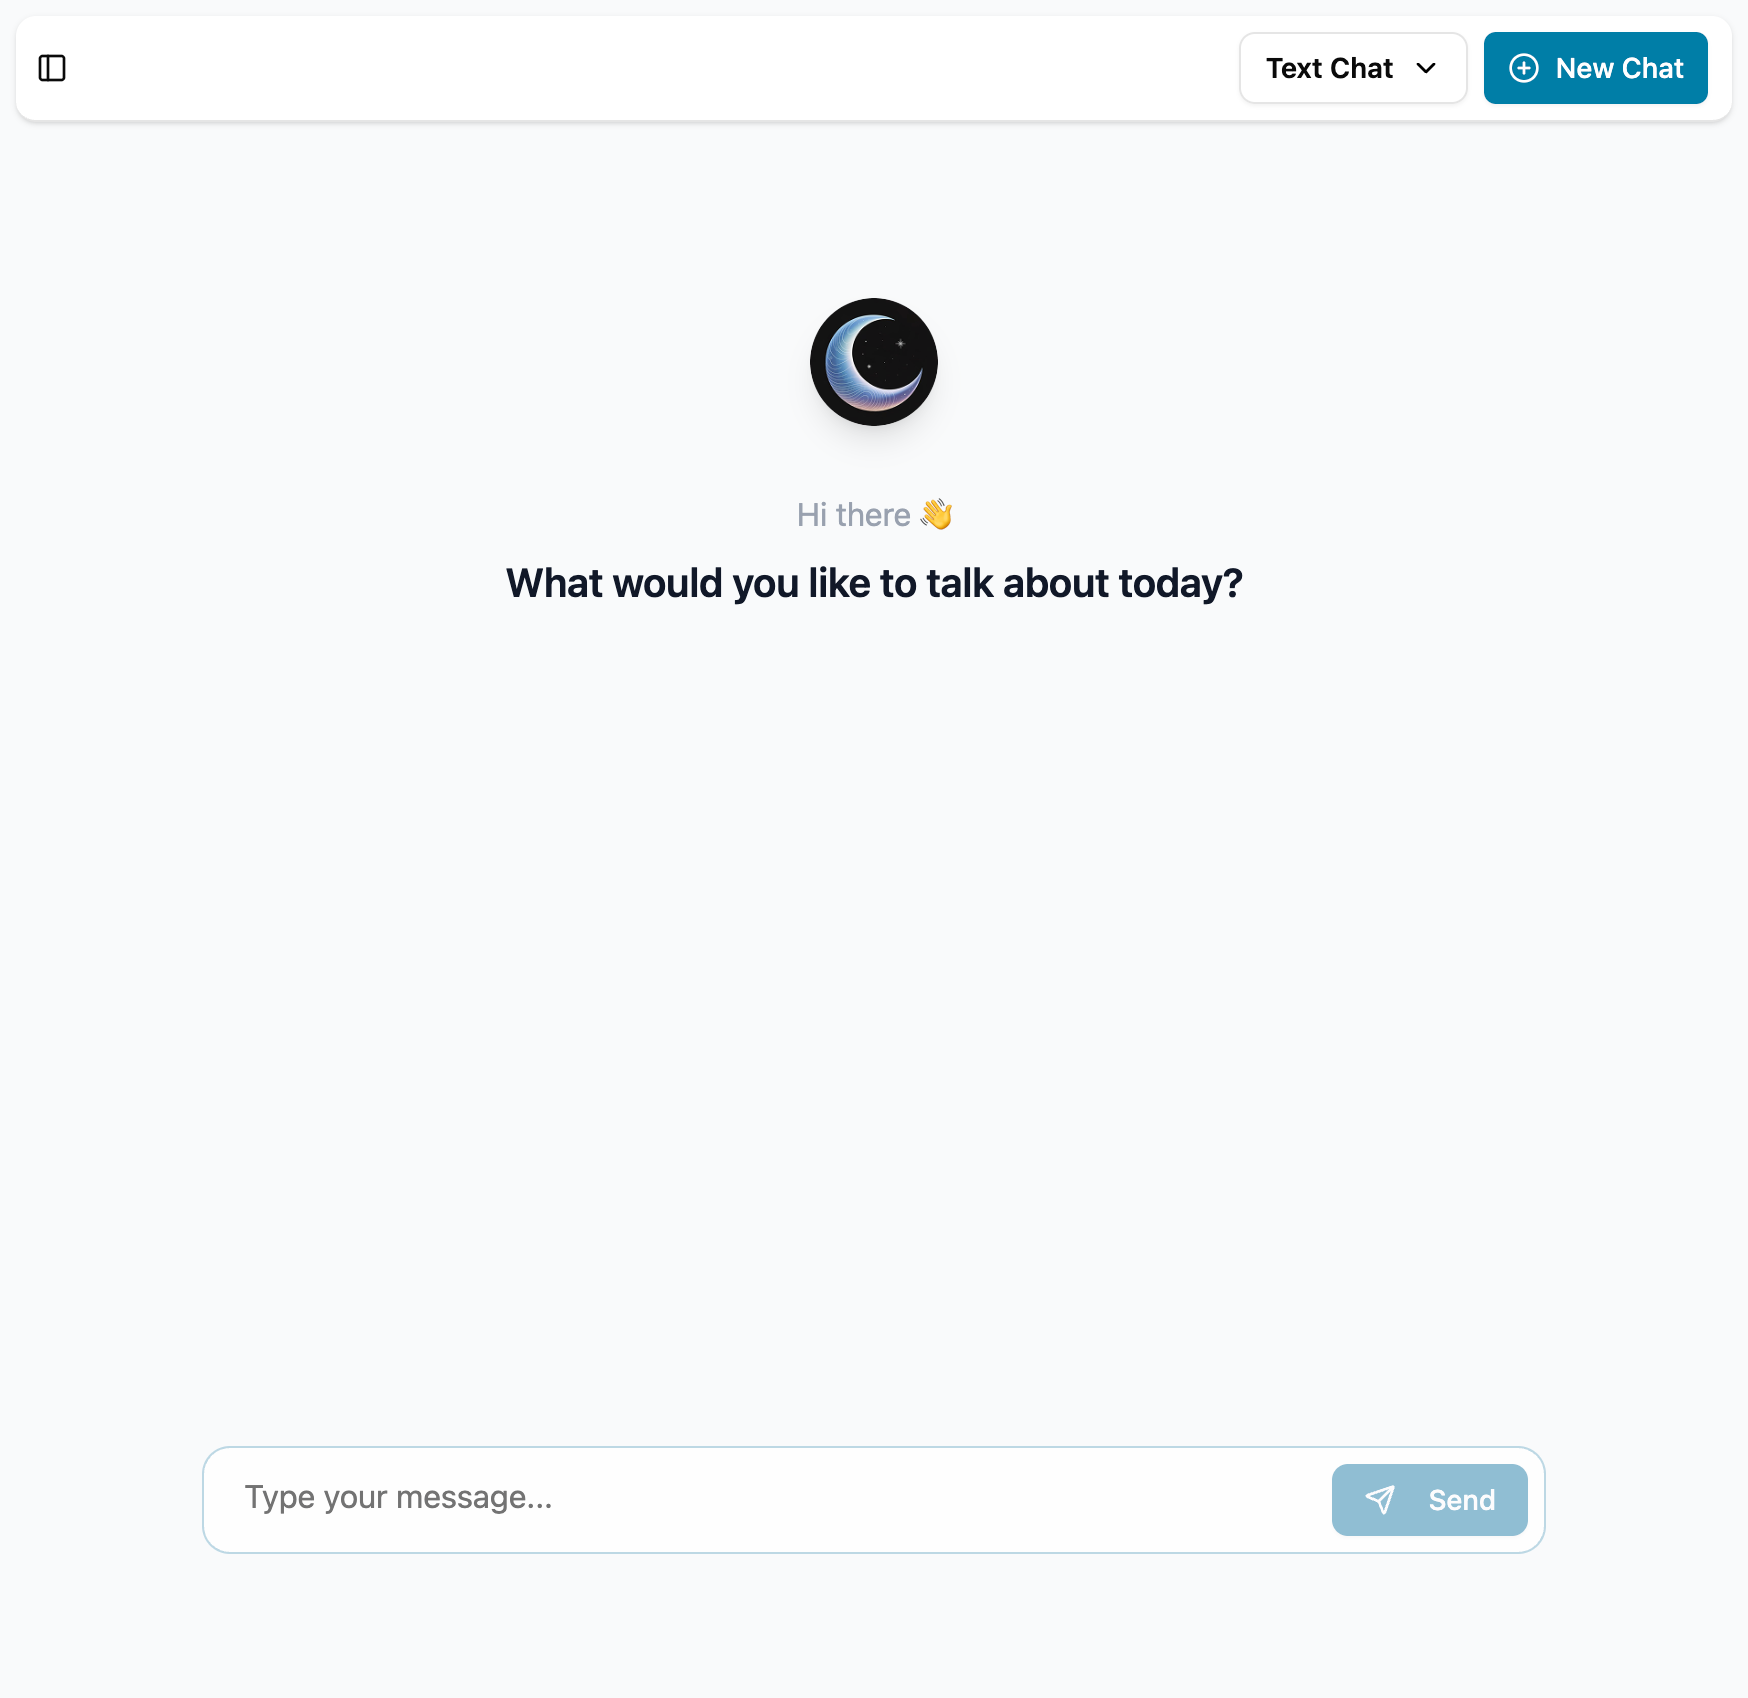 Text Chat
New Chat
Hi there 👋
What would you like to talk about today?
Type your message...
Send